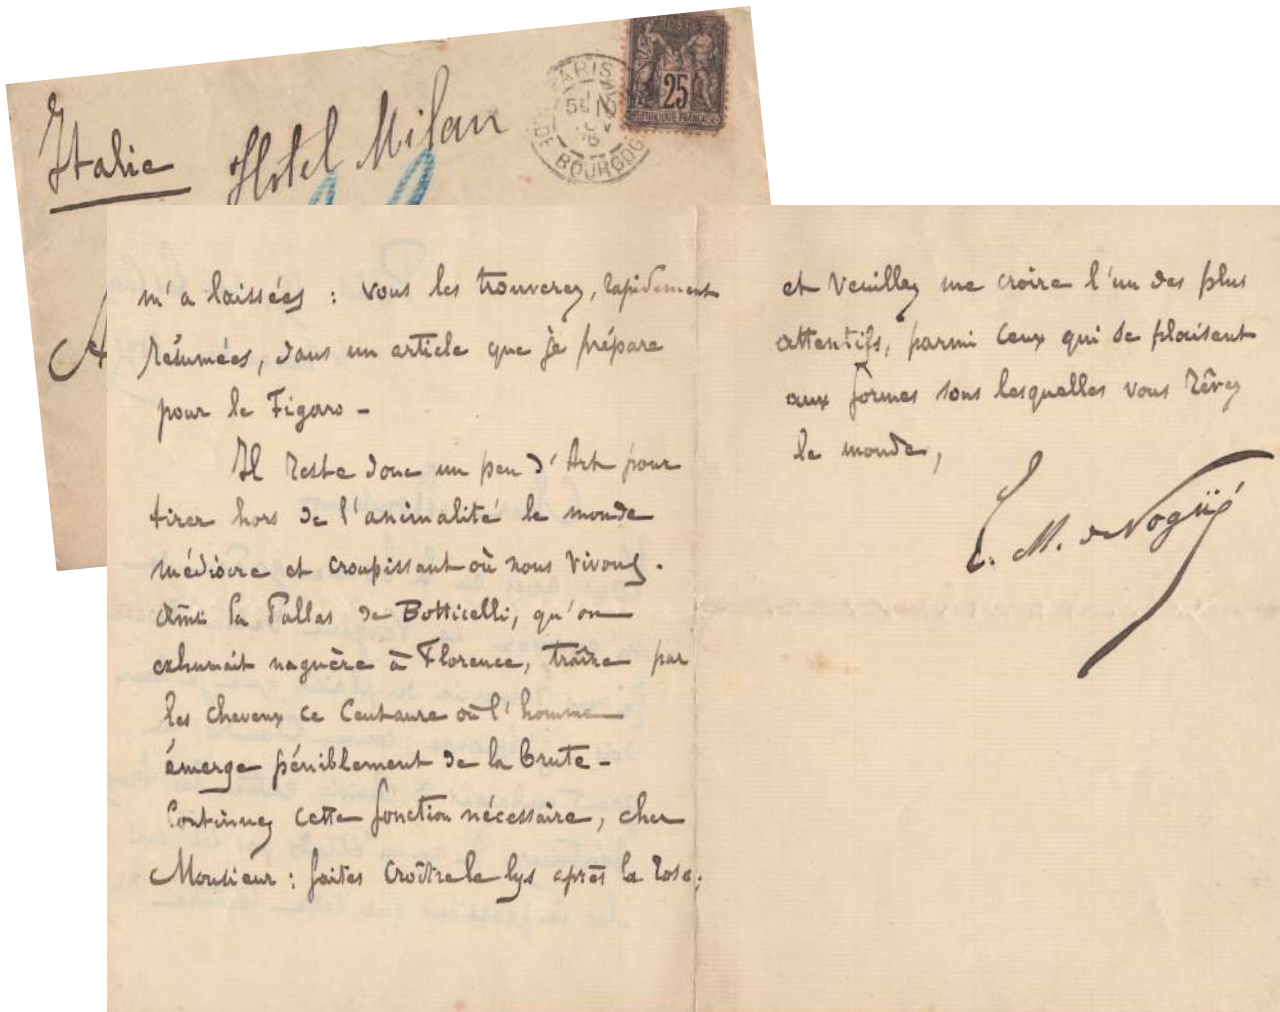 Italie
Hotel Milan
PARIS
BOURGOG
POSTES
25
REPUBLIQUE FRANCAISE
A
m'a laissées : vous les trouverez, rapidement
résumées, dans un article que je prépare
pour le Figaro -
Il reste donc un peu d'Art pour
tirer hors de l'animalité le monde
médiocre et croupissant où nous vivons.
Ainsi la Pallas de Botticelli, qu'on
exhumait naguère à Florence, traîne par
les cheveux ce Centaure où l'homme
émerge péniblement de la brute -
Continuez cette fonction nécessaire, cher
Monsieur : faites croître le lys après la rose,
et veuillez me croire l'un des plus
attentifs, parmi ceux qui se plaisent
aux formes sous lesquelles vous rêvez
le monde,
E. M. de Vogüé